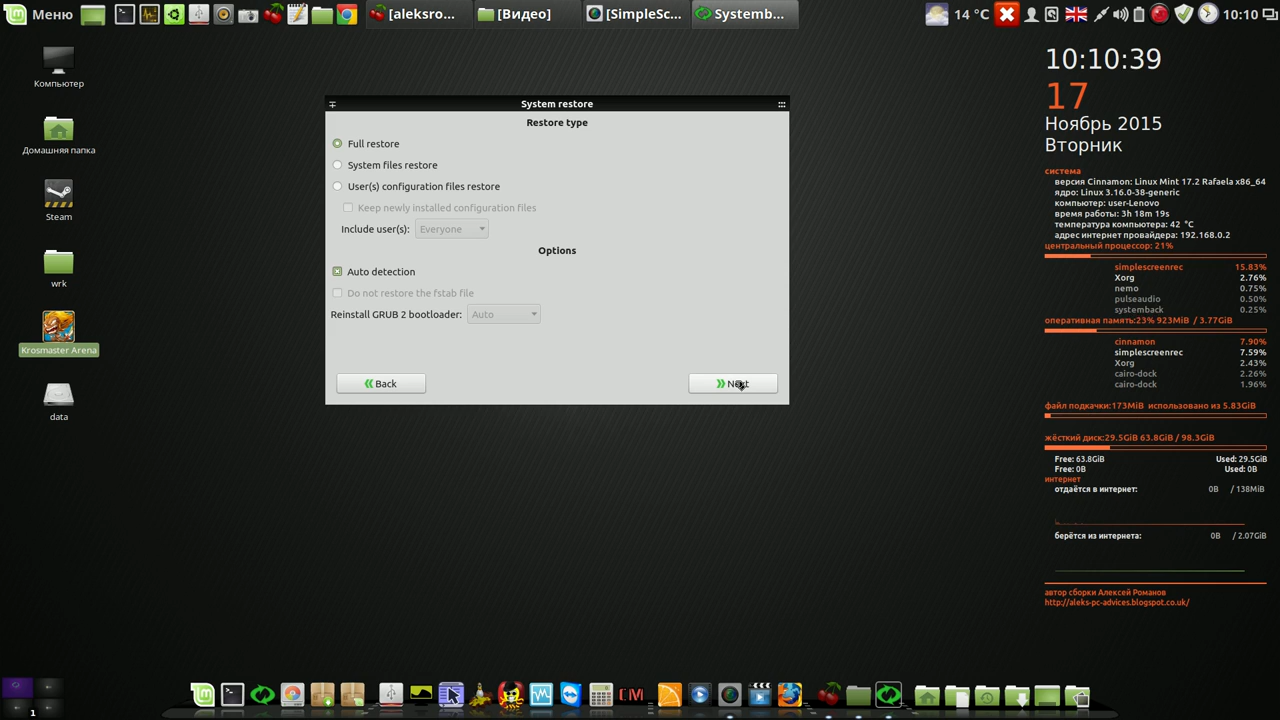 Меню
[aleksro...
[Видео]
[SimpleSc...
Systemb...
14 °C
10:10
Компьютер
Домашняя папка
Steam
wrk
Krosmaster Arena
data
System restore
Restore type
Full restore
System files restore
User(s) configuration files restore
Keep newly installed configuration files
Include user(s): Everyone
Options
Auto detection
Do not restore the fstab file
Reinstall GRUB 2 bootloader: Auto
Back
Next
10:10:39
17
Ноябрь 2015
Вторник
система
версия Cinnamon: Linux Mint 17.2 Rafaela x86_64
ядро: Linux 3.16.0-38-generic
компьютер: user-Lenovo
время работы: 3h 18m 19s
температура компьютера: 42 °C
адрес интернет провайдера: 192.168.0.2
центральный процессор: 21%
simplescreenrec 15.83%
Xorg 2.76%
nemo 0.75%
pulseaudio 0.50%
systemback 0.25%
оперативная память:23% 923MiB / 3.77GiB
cinnamon 7.90%
simplescreenrec 7.59%
Xorg 2.43%
cairo-dock 2.26%
cairo-dock 1.96%
файл подкачки:173MiB использовано из 5.83GiB
жёсткий диск:29.5GiB 63.8GiB / 98.3GiB
Free: 63.8GiB Used: 29.5GiB
Free: 0B Used: 0B
интернет
отдаётся в интернет: 0B / 138MiB
берётся из интернета: 0B / 2.07GiB
автор сборки Алексей Романов
http://aleks-pc-advices.blogspot.co.uk/
CM
1